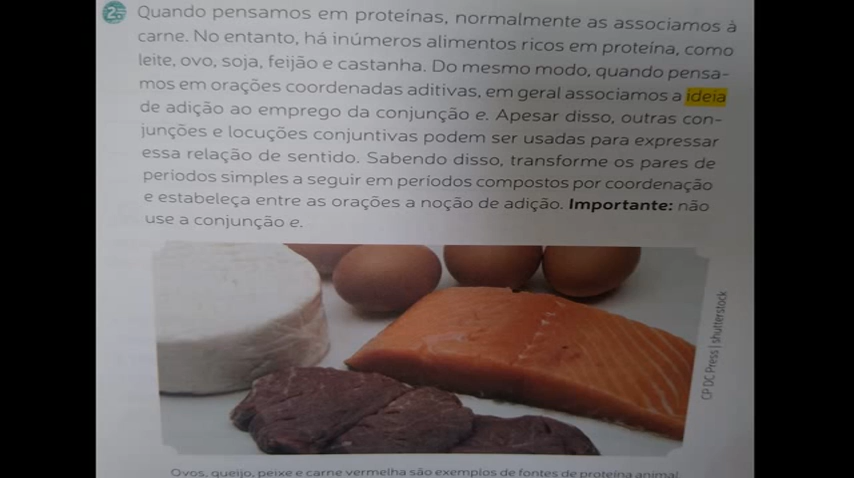 2. Quando pensamos em proteínas, normalmente as associamos à
carne. No entanto, há inúmeros alimentos ricos em proteína, como
leite, ovo, soja, feijão e castanha. Do mesmo modo, quando pensa-
mos em orações coordenadas aditivas, em geral associamos a ideia
de adição ao emprego da conjunção e. Apesar disso, outras con-
junções e locuções conjuntivas podem ser usadas para expressar
essa relação de sentido. Sabendo disso, transforme os pares de
períodos simples a seguir em períodos compostos por coordenação
e estabeleça entre as orações a noção de adição. Importante: não
use a conjunção e.
CP DC Press | shutterstock
Ovos, queijo, peixe e carne vermelha são exemplos de fontes de proteína animal